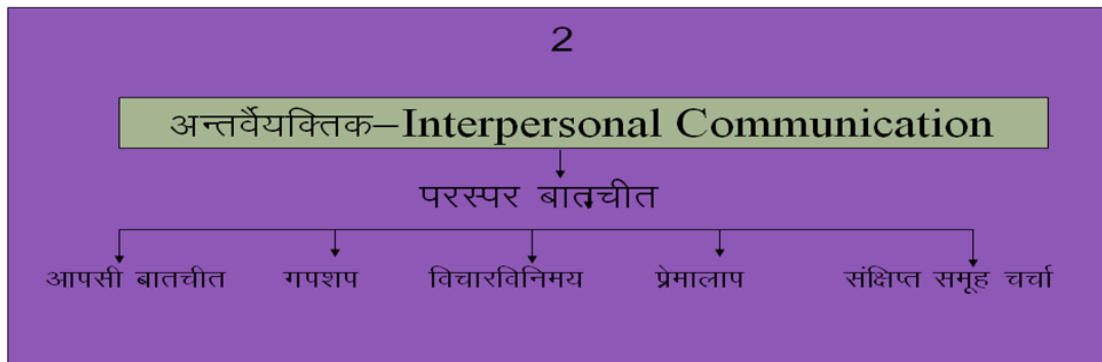 2
अन्तर्वैयक्तिक–Interpersonal Communication
परस्पर बातचीत
आपसी बातचीत गपशप विचारविनिमय प्रेमालाप संक्षिप्त समूह चर्चा